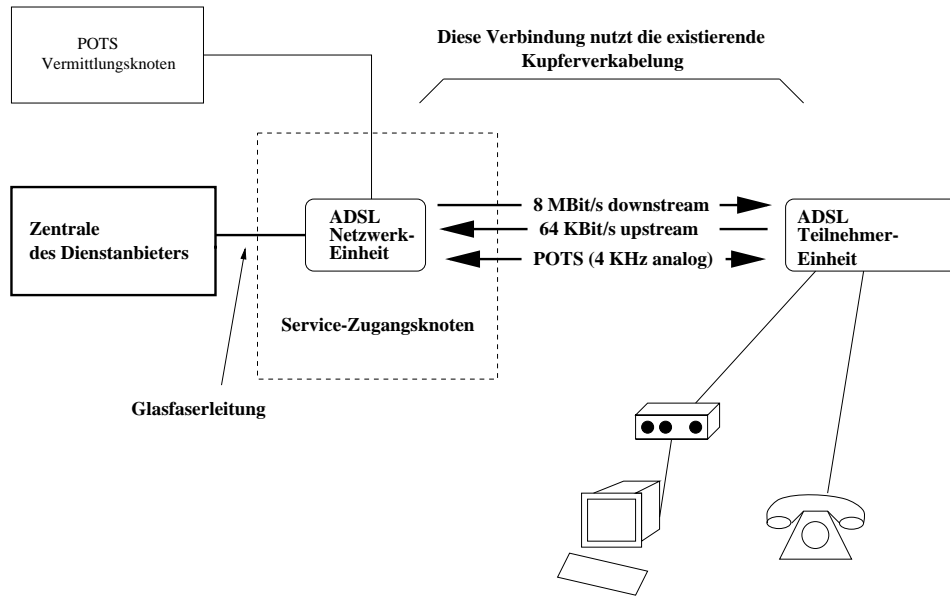 POTS
Vermittlungsknoten
Diese Verbindung nutzt die existierende
Kupferverkabelung
Zentrale
des Dienstanbieters
ADSL
Netzwerk-
Einheit
8 MBit/s downstream
64 KBit/s upstream
POTS (4 KHz analog)
ADSL
Teilnehmer-
Einheit
Service-Zugangsknoten
Glasfaserleitung